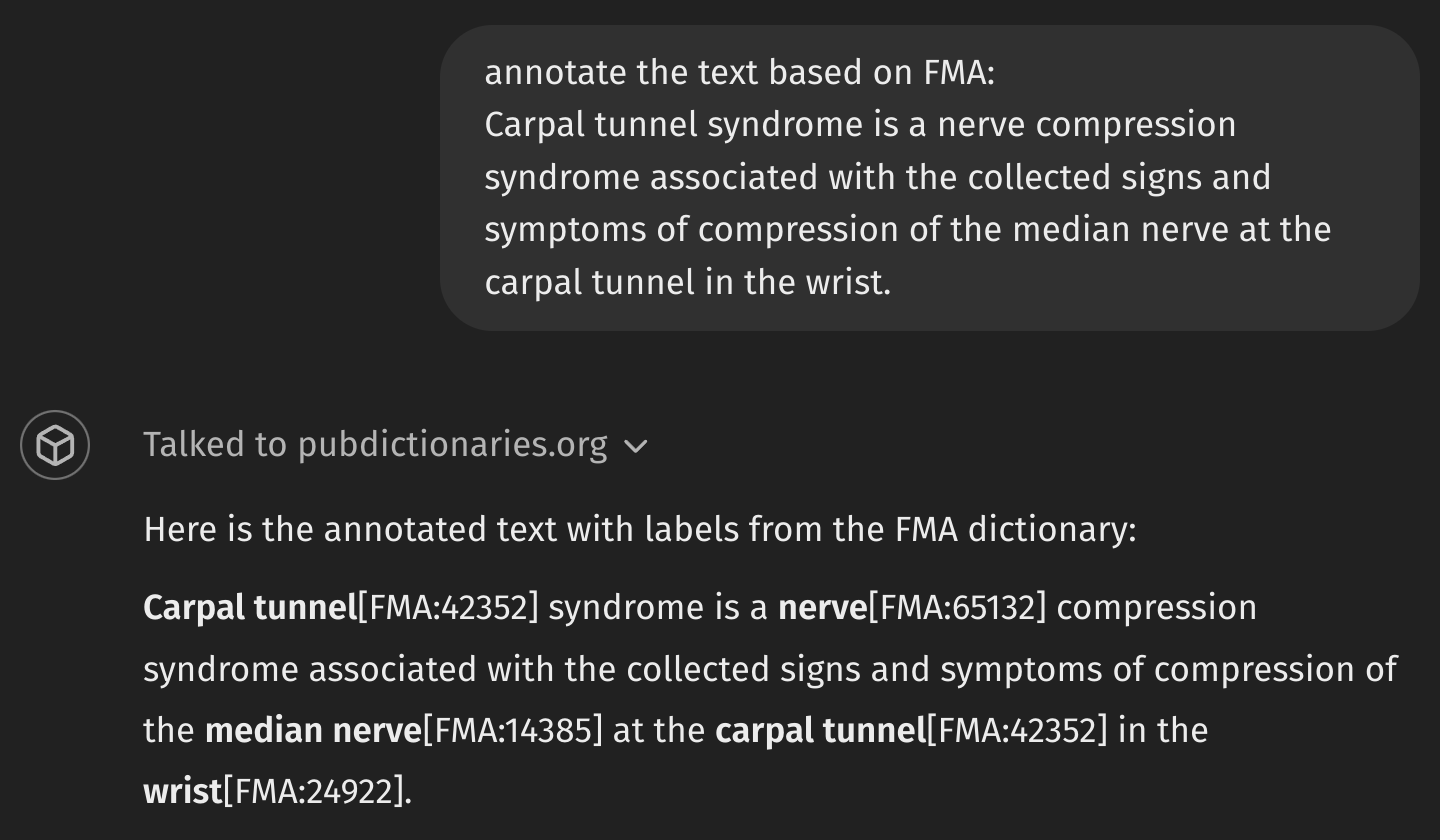 annotate the text based on FMA:
Carpal tunnel syndrome is a nerve compression
syndrome associated with the collected signs and
symptoms of compression of the median nerve at the
carpal tunnel in the wrist.
Talked to pubdictionaries.org
Here is the annotated text with labels from the FMA dictionary:
Carpal tunnel[FMA:42352] syndrome is a nerve[FMA:65132] compression
syndrome associated with the collected signs and symptoms of compression of
the median nerve[FMA:14385] at the carpal tunnel[FMA:42352] in the
wrist[FMA:24922].